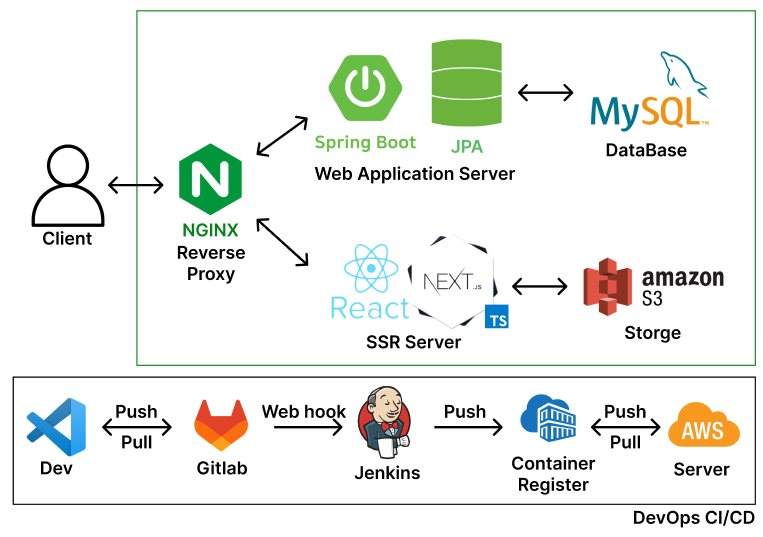 Client
N
NGINX
Reverse
Proxy
Spring Boot
JPA
Web Application Server
MySQL™
DataBase
React
NEXT.JS
TS
SSR Server
amazon
S3
Storge
Dev
Push
Pull
Gitlab
Web hook
Jenkins
Push
Container
Register
Push
Pull
AWS
Server
DevOps CI/CD